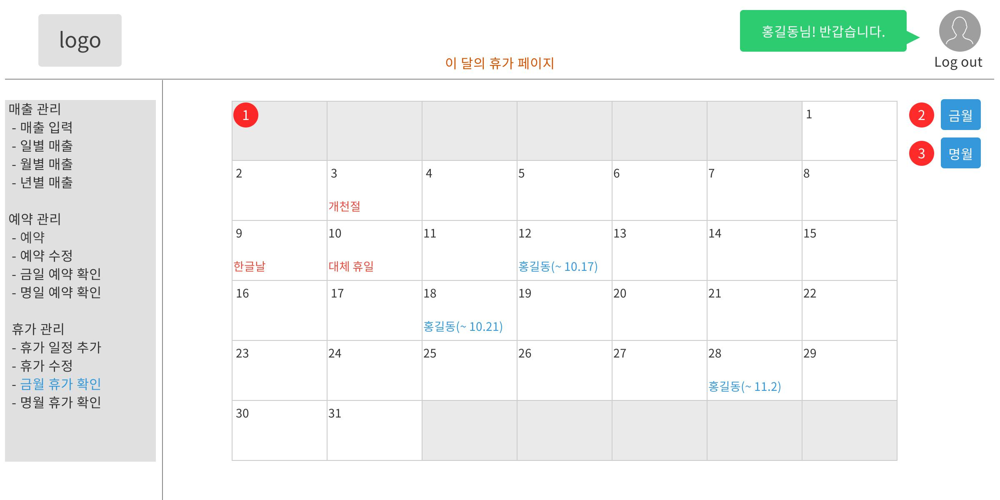 logo
홍길동님! 반갑습니다.
Log out
이 달의 휴가 페이지
매출 관리
- 매출 입력
- 일별 매출
- 월별 매출
- 년별 매출
예약 관리
- 예약
- 예약 수정
- 금일 예약 확인
- 명일 예약 확인
휴가 관리
- 휴가 일정 추가
- 휴가 수정
- 금월 휴가 확인
- 명월 휴가 확인
1
1
2 3 4 5 6 7 8
개천절
9 10 11 12 13 14 15
한글날 대체 휴일 홍길동(~ 10.17)
16 17 18 19 20 21 22
홍길동(~ 10.21)
23 24 25 26 27 28 29
홍길동(~ 11.2)
30 31
2 금월
3 명월